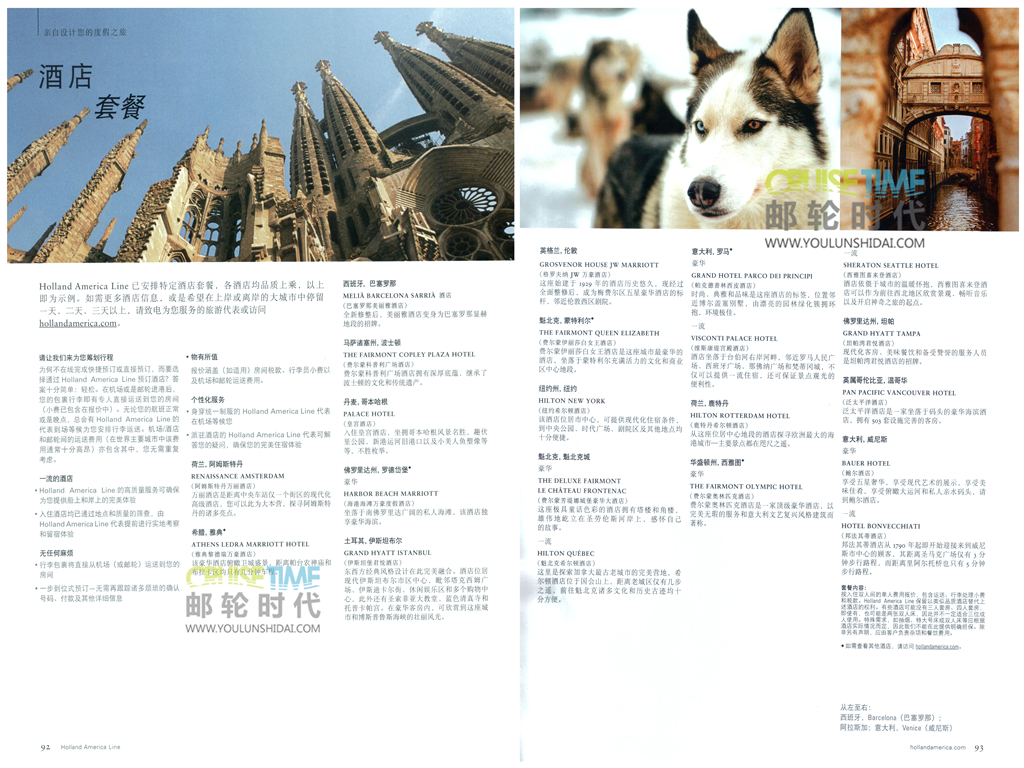 亲自设计您的度假之旅
酒店
套餐
Holland America Line 已安排特定酒店套餐，各酒店均品质上乘，以上
即为示例。如需更多酒店信息，或是希望在上岸或离岸的大城市中停留
一天、二天、三天以上，请致电为您服务的旅游代表或访问
hollandamerica.com。
请让我们来为您筹划行程
为何不在线完成快捷预订或直接预订，而要选
择通过 Holland America Line 预订酒店？答
案十分简单：轻松。在机场或是邮轮进港后，
您的包裹行李即有专人直接运送到您的房间
（小费已包含在报价中）。无论您的航班正常
或是晚点，总会有 Holland America Line 的
代表到场等候为您安排行李运送。机场/酒店
和邮轮间的运送费用（在世界主要城市中该费
用通常十分高昂）亦包含其中，您无需重复
考虑。
一流的酒店
• Holland America Line 的高质量服务可确保
为您提供船上和岸上的完美体验
• 入住酒店均已通过地点和质量的筛查，由
Holland America Line 代表提前进行实地考察
和留宿体验
无任何麻烦
• 行李包裹将直接从机场（或邮轮）运送到您的
房间
• 一步到位式预订—无需再跟踪诸多烦琐的确认
号码、付款及其他详细信息
• 物有所值
报价涵盖（如适用）房间税款、行李员小费以
及机场和邮轮运送费用。
个性化服务
• 身穿统一制服的 Holland America Line 代表
在机场等候您
• 派驻酒店的 Holland America Line 代表可解
答您的疑问，确保您的完美住宿体验
荷兰, 阿姆斯特丹
RENAISSANCE AMSTERDAM
（阿姆斯特丹万丽酒店）
万丽酒店是距离中央车站仅一个街区的现代化
高级酒店，您可以此为大本营，探寻阿姆斯特
丹的诸多亮点。
希腊, 雅典♦
ATHENS LEDRA MARRIOTT HOTEL
（雅典黎德瑞万豪酒店）
西班牙, 巴塞罗那
MELIÀ BARCELONA SARRIÀ 酒店
（巴塞罗那美丽雅酒店）
全新修整后，美丽雅酒店变身为巴塞罗那显赫
地段的招牌。
马萨诸塞州, 波士顿
THE FAIRMONT COPLEY PLAZA HOTEL
（费尔蒙科普利广场酒店）
费尔蒙科普利广场酒店拥有深厚底蕴，继承了
波士顿的文化和传统遗产。
丹麦, 哥本哈根
PALACE HOTEL
（皇宫酒店）
入住皇宫酒店，坐拥哥本哈根风景名胜。趣伏
里公园、新港运河旧港口以及小美人鱼塑像等
等，不胜枚举。
佛罗里达州, 罗德岱堡♦
豪华
HARBOR BEACH MARRIOTT
（海港海滩万豪度假酒店）
坐落于南佛罗里达广阔的私人海滩，该酒店独
享豪华海滨。
土耳其, 伊斯坦布尔
GRAND HYATT ISTANBUL
（伊斯坦堡君悦酒店）
东西方经典风格设计在此完美融合。酒店位居
现代伊斯坦布尔市区中心，毗邻塔克西姆广
场、伊斯迪卡尔街、休闲娱乐区和多个购物中
心，此外还有圣索非亚大教堂、蓝色清真寺和
托普卡帕宫。在豪华客房内，可欣赏到这座城
市和博斯普鲁斯海峡的壮丽风光。
CRUISETIME
邮轮时代
WWW.YOULUNSHIDAI.COM
92 Holland America Line
CRUISETIME
邮轮时代
WWW.YOULUNSHIDAI.COM
英格兰, 伦敦
GROSVENOR HOUSE JW MARRIOTT
（格罗夫纳 JW 万豪酒店）
这座始建于 1929 年的酒店历史悠久，现经过
全面整修后，成为梅费尔区五星豪华酒店的标
杆，邻近伦敦西区剧院。
魁北克, 蒙特利尔♦
THE FAIRMONT QUEEN ELIZABETH
（费尔蒙伊丽莎白女王酒店）
费尔蒙伊丽莎白女王酒店是这座城市最豪华的
酒店，坐落于蒙特利尔充满活力的文化和商业
区中心地段。
纽约州, 纽约
HILTON NEW YORK
（纽约希尔顿酒店）
该酒店位居市中心，可提供现代化住宿条件，
到中央公园、时代广场、剧院区及其他地点均
十分便捷。
魁北克, 魁北克城
豪华
THE DELUXE FAIRMONT
LE CHÂTEAU FRONTENAC
（费尔蒙芳堤娜城堡豪华大酒店）
这座极具童话色彩的酒店拥有塔楼和角楼，
雄伟地屹立在圣劳伦斯河岸上，感怀自己
的故事。
一流
HILTON QUÉBEC
（魁北克希尔顿酒店）
这里是探索加拿大最古老城市的完美营地，希
尔顿酒店位于国会山上，距离老城区仅有几步
之遥，前往魁北克诸多文化和历史古迹均十
分方便。
意大利, 罗马♦
豪华
GRAND HOTEL PARCO DEI PRINCIPI
（帕克德普林西皮酒店）
时尚、典雅和品味是这座酒店的标签，位置邻
近博尔盖塞别墅，由漂亮的园林绿化锥拥环
抱，环境极佳。
一流
VISCONTI PALACE HOTEL
（维斯康提宫殿酒店）
酒店坐落于台伯河右岸河畔，邻近罗马人民广
场、西班牙广场、那佛纳广场和梵蒂冈城，不
仅可以提供一流住宿，还可保证景点观光的
便利性。
荷兰, 鹿特丹
HILTON ROTTERDAM HOTEL
（鹿特丹希尔顿酒店）
从这座居中心地段的酒店探寻欧洲最大的海
港城市—主要景点都在咫尺之遥。
华盛顿州, 西雅图♦
豪华
THE FAIRMONT OLYMPIC HOTEL
（费尔蒙奥林匹克酒店）
费尔蒙奥林匹克酒店是一家顶级豪华酒店，以
完美无瑕的服务和意大利文艺复兴风格建筑而
著称。
一流
SHERATON SEATTLE HOTEL
（西雅图喜来登酒店）
酒店依偎于城市的温暖怀抱，西雅图喜来登酒
店可以作为前往西北地区欣赏景观、畅听音乐
以及开启神奇之旅的起点。
佛罗里达州, 坦帕
GRAND HYATT TAMPA
（坦帕湾君悦酒店）
现代化客房、美味餐饮和备受赞誉的服务人员
是坦帕湾君悦酒店的招牌。
英属哥伦比亚, 温哥华
PAN PACIFIC VANCOUVER HOTEL
（泛太平洋酒店）
泛太平洋酒店是一家坐落于码头的豪华海滨酒
店，拥有 503 套设施完善的客房。
意大利, 威尼斯
豪华
BAUER HOTEL
（鲍尔酒店）
享受五星奢华，享受现代艺术的展示，享受美
味佳肴，享受俯瞰大运河和私人亲水码头，请
到鲍尔酒店。
一流
HOTEL BONVECCHIATI
（邦法其蒂酒店）
邦法其蒂酒店从 1790 年起即开始迎接来到威尼
斯市中心的顾客，其距离圣马克广场仅有 3 分
钟步行路程，而距离里阿尔托桥也只有 5 分钟
步行路程。
套餐内容：
♦ 如需查看其他酒店，请访问 hollandamerica.com。
从左至右：
西班牙，Barcelona（巴塞罗那）；
阿拉斯加；意大利，Venice（威尼斯）
hollandamerica.com 93